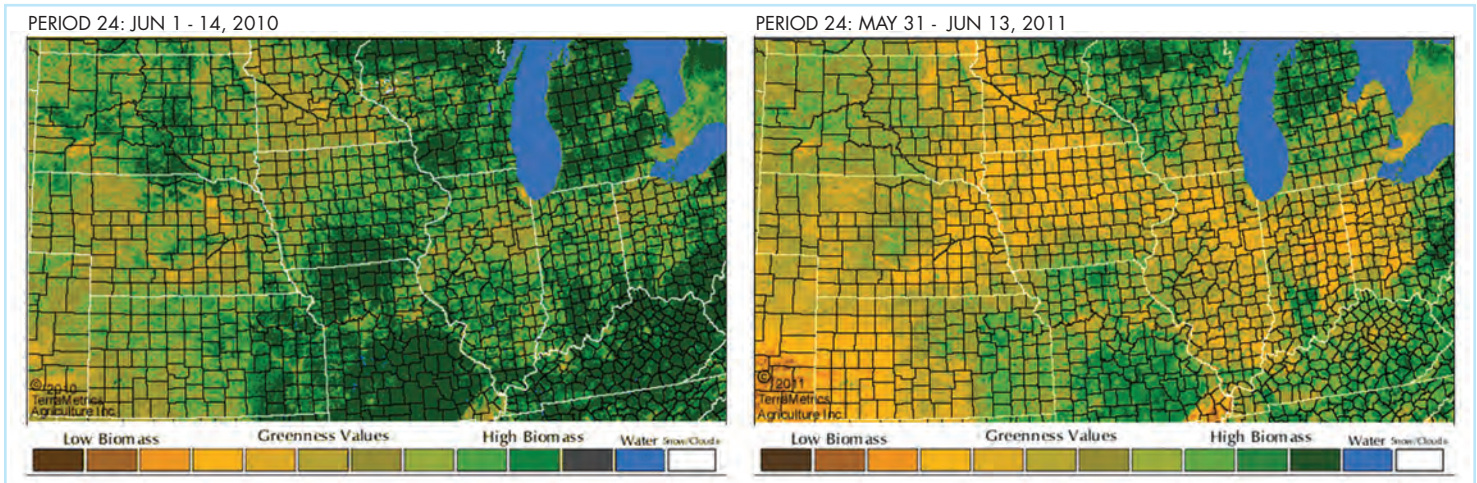 PERIOD 24: JUN 1 - 14, 2010
© 2010
TerraMetrics
Agriculture Inc.
Low Biomass Greenness Values High Biomass Water Snow/Clouds
PERIOD 24: MAY 31 - JUN 13, 2011
© 2011
TerraMetrics
Agriculture Inc.
Low Biomass Greenness Values High Biomass Water Snow/Clouds